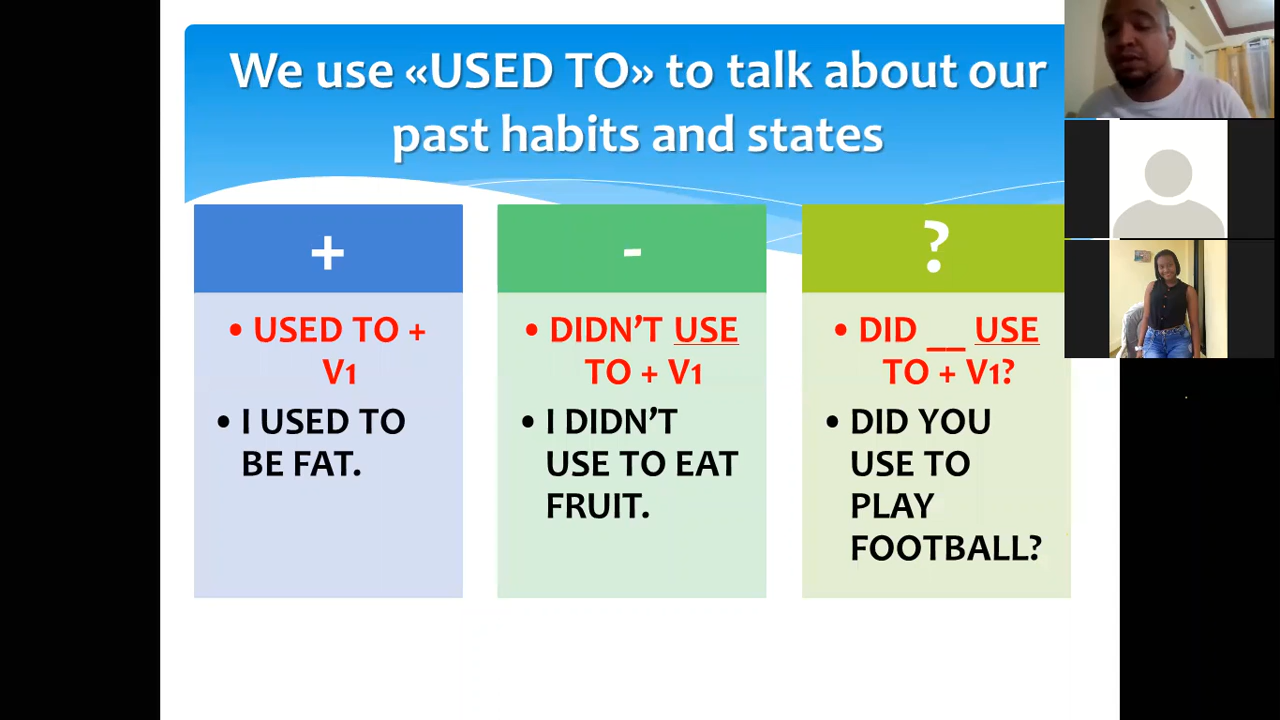 We use «USED TO» to talk about our
past habits and states
+
• USED TO +
V1
• I USED TO
BE FAT.
-
• DIDN’T USE
TO + V1
• I DIDN’T
USE TO EAT
FRUIT.
?
• DID __ USE
TO + V1?
• DID YOU
USE TO
PLAY
FOOTBALL?